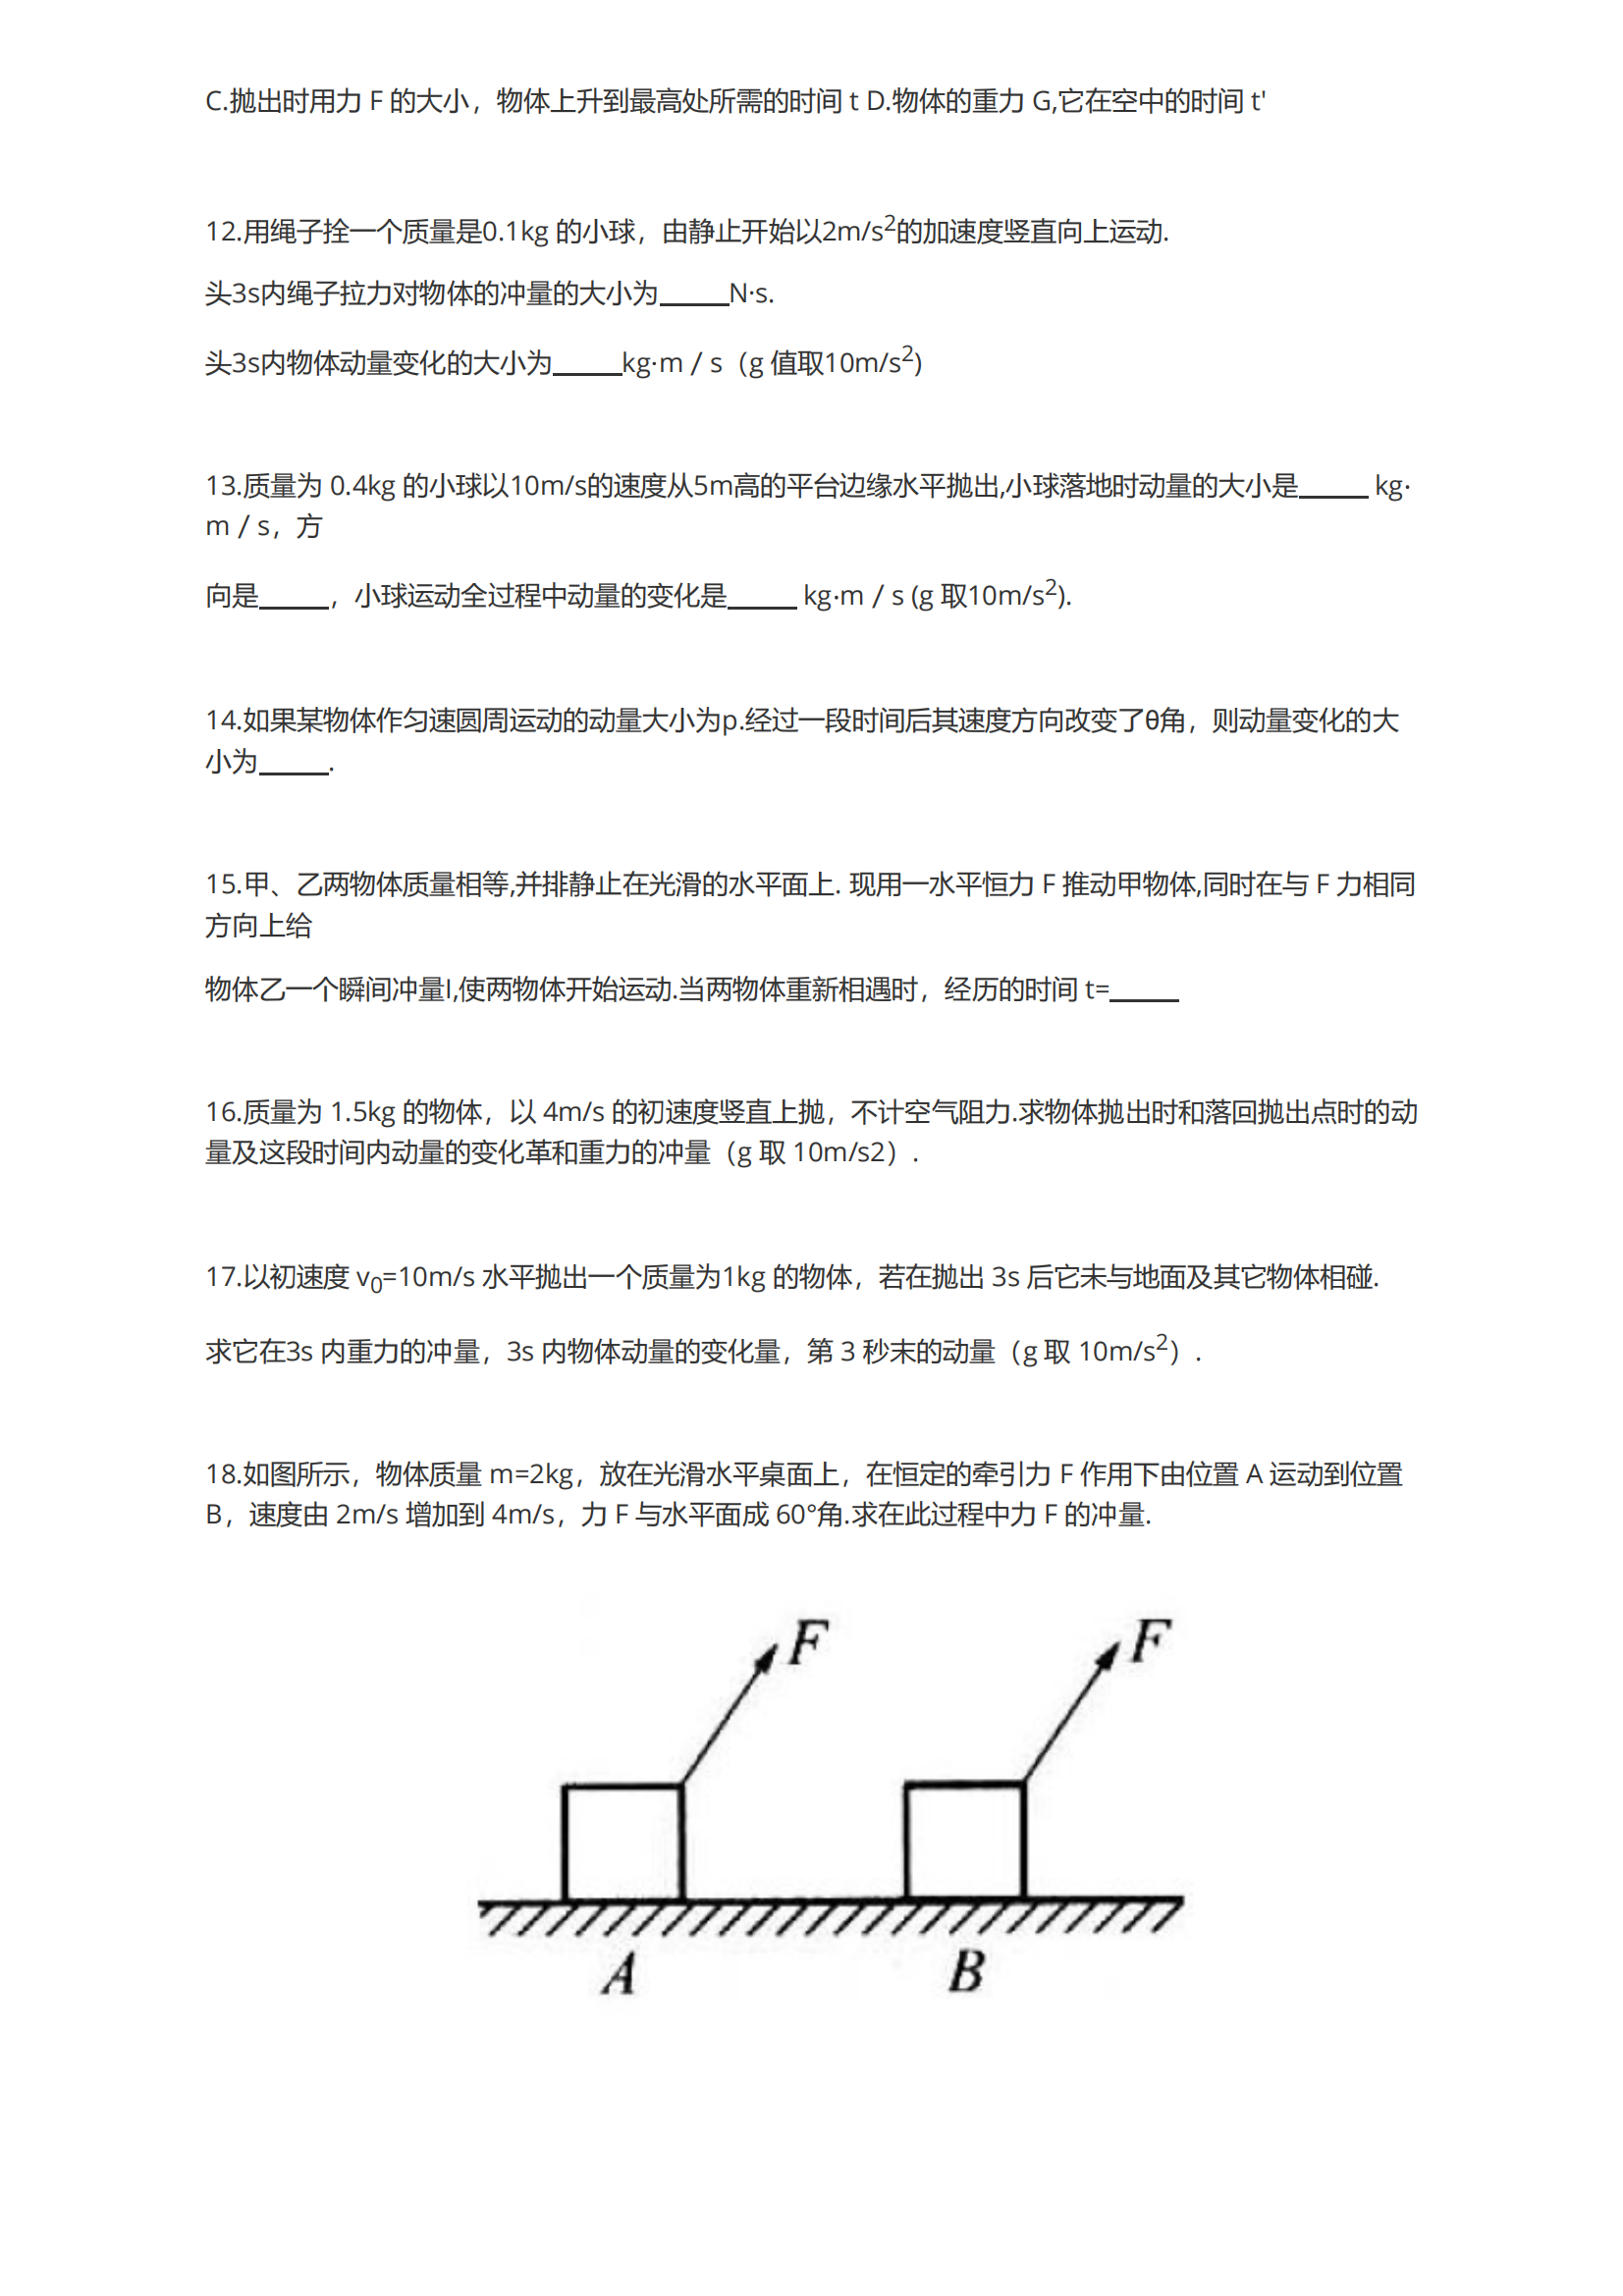 C.抛出时用力 F 的大小，物体上升到最高处所需的时间 t D.物体的重力 G,它在空中的时间 t'
12.用绳子拴一个质量是0.1kg 的小球，由静止开始以2m/s²的加速度竖直向上运动.
头3s内绳子拉力对物体的冲量的大小为_____N·s.
头3s内物体动量变化的大小为_____kg·m / s（g 值取10m/s²)
13.质量为 0.4kg 的小球以10m/s的速度从5m高的平台边缘水平抛出,小球落地时动量的大小是_____ kg·
m / s，方
向是_____，小球运动全过程中动量的变化是_____ kg·m / s (g 取10m/s²).
14.如果某物体作匀速圆周运动的动量大小为p.经过一段时间后其速度方向改变了θ角，则动量变化的大
小为_____.
15.甲、乙两物体质量相等,并排静止在光滑的水平面上. 现用一水平恒力 F 推动甲物体,同时在与 F 力相同
方向上给
物体乙一个瞬间冲量I,使两物体开始运动.当两物体重新相遇时，经历的时间 t=_____
16.质量为 1.5kg 的物体，以 4m/s 的初速度竖直上抛，不计空气阻力.求物体抛出时和落回抛出点时的动
量及这段时间内动量的变化革和重力的冲量（g 取 10m/s2）.
17.以初速度 v₀=10m/s 水平抛出一个质量为1kg 的物体，若在抛出 3s 后它未与地面及其它物体相碰.
求它在3s 内重力的冲量，3s 内物体动量的变化量，第 3 秒末的动量（g 取 10m/s²）.
18.如图所示，物体质量 m=2kg，放在光滑水平桌面上，在恒定的牵引力 F 作用下由位置 A 运动到位置
B，速度由 2m/s 增加到 4m/s，力 F 与水平面成 60°角.求在此过程中力 F 的冲量.
F F
A B